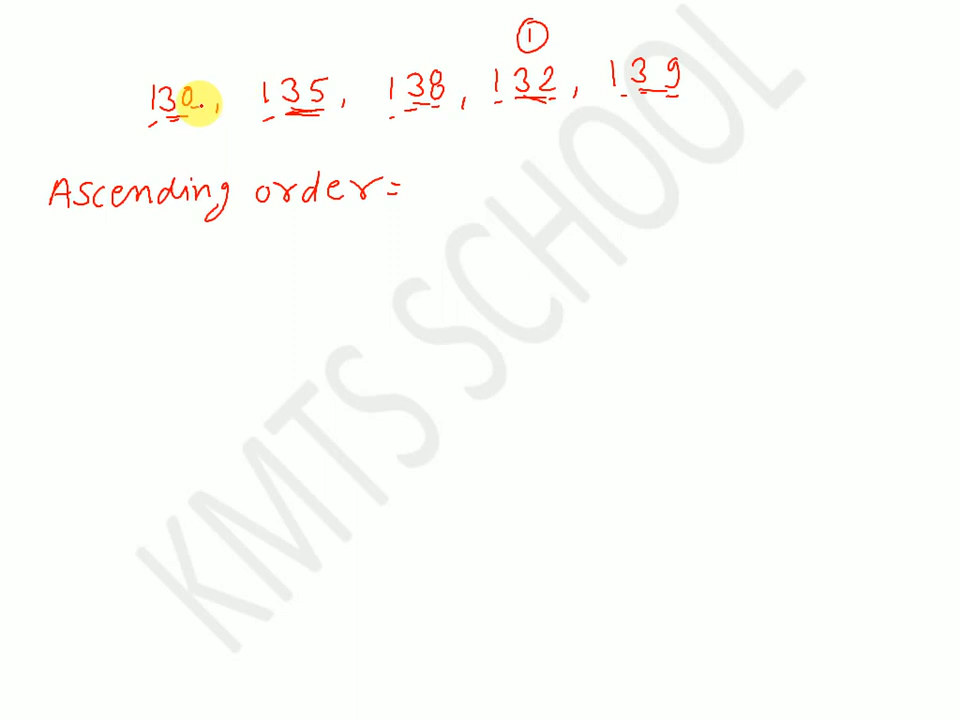 ①
130, 135, 138, 132, 139
Ascending order=
KMTS SCHOOL